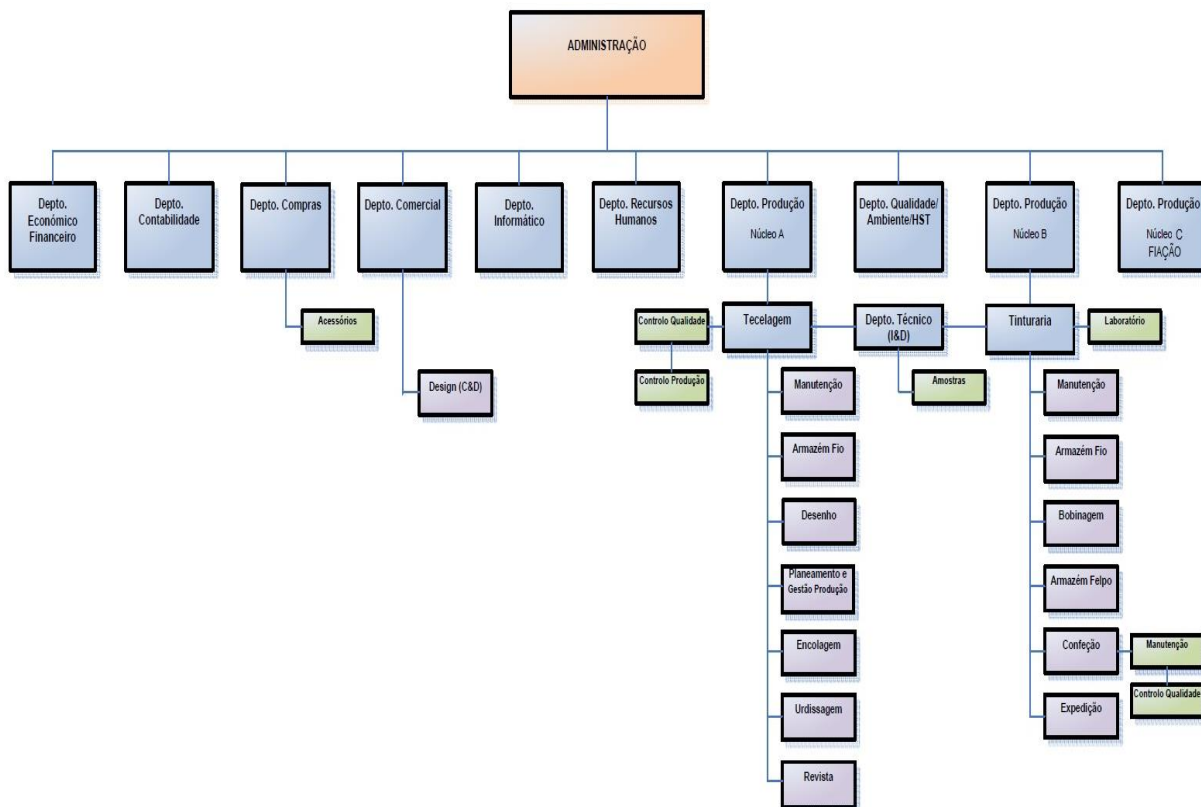 ADMINISTRAÇÃO
Depto.
Económico
Financeiro
Depto.
Contabilidade
Depto. Compras
Depto. Comercial
Depto.
Informático
Depto. Recursos
Humanos
Depto. Produção
Núcleo A
Depto. Qualidade/
Ambiente/HST
Depto. Produção
Núcleo B
Depto. Produção
Núcleo C
FIAÇÃO
Acessórios
Design (C&D)
Controlo Qualidade
Controlo Produção
Tecelagem
Depto. Técnico
(I&D)
Amostras
Tinturaria
Laboratório
Manutenção
Armazém Fio
Desenho
Planeamento e
Gestão Produção
Encolagem
Urdissagem
Revista
Manutenção
Armazém Fio
Bobinagem
Armazém Felpo
Confeção
Manutenção
Controlo Qualidade
Expedição